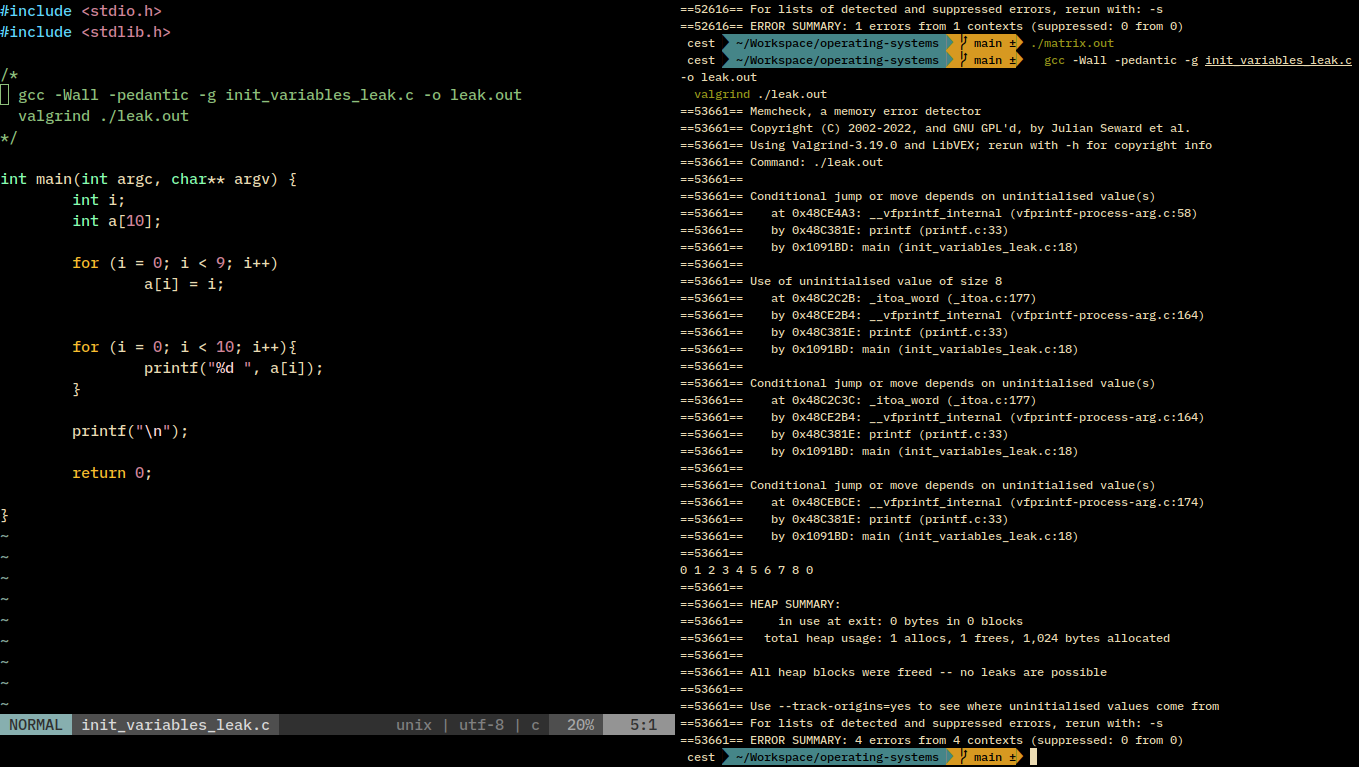 #include <stdio.h>
#include <stdlib.h>
/*
  gcc -Wall -pedantic -g init_variables_leak.c -o leak.out
  valgrind ./leak.out
*/
int main(int argc, char** argv) {
        int i;
        int a[10];
        for (i = 0; i < 9; i++)
                a[i] = i;
        for (i = 0; i < 10; i++){
                printf("%d ", a[i]);
        }
        printf("\n");
        return 0;
}
~
~
~
~
~
~
~
~
~
NORMAL init_variables_leak.c unix | utf-8 | c 20% 5:1
==52616== For lists of detected and suppressed errors, rerun with: -s
==52616== ERROR SUMMARY: 1 errors from 1 contexts (suppressed: 0 from 0)
cest ~/Workspace/operating-systems main ± ./matrix.out
cest ~/Workspace/operating-systems main ± gcc -Wall -pedantic -g init_variables_leak.c
-o leak.out
  valgrind ./leak.out
==53661== Memcheck, a memory error detector
==53661== Copyright (C) 2002-2022, and GNU GPL'd, by Julian Seward et al.
==53661== Using Valgrind-3.19.0 and LibVEX; rerun with -h for copyright info
==53661== Command: ./leak.out
==53661==
==53661== Conditional jump or move depends on uninitialised value(s)
==53661==    at 0x48CE4A3: __vfprintf_internal (vfprintf-process-arg.c:58)
==53661==    by 0x48C381E: printf (printf.c:33)
==53661==    by 0x1091BD: main (init_variables_leak.c:18)
==53661==
==53661== Use of uninitialised value of size 8
==53661==    at 0x48C2C2B: _itoa_word (_itoa.c:177)
==53661==    by 0x48CE2B4: __vfprintf_internal (vfprintf-process-arg.c:164)
==53661==    by 0x48C381E: printf (printf.c:33)
==53661==    by 0x1091BD: main (init_variables_leak.c:18)
==53661==
==53661== Conditional jump or move depends on uninitialised value(s)
==53661==    at 0x48C2C3C: _itoa_word (_itoa.c:177)
==53661==    by 0x48CE2B4: __vfprintf_internal (vfprintf-process-arg.c:164)
==53661==    by 0x48C381E: printf (printf.c:33)
==53661==    by 0x1091BD: main (init_variables_leak.c:18)
==53661==
==53661== Conditional jump or move depends on uninitialised value(s)
==53661==    at 0x48CEBCE: __vfprintf_internal (vfprintf-process-arg.c:174)
==53661==    by 0x48C381E: printf (printf.c:33)
==53661==    by 0x1091BD: main (init_variables_leak.c:18)
==53661==
0 1 2 3 4 5 6 7 8 0
==53661==
==53661== HEAP SUMMARY:
==53661==     in use at exit: 0 bytes in 0 blocks
==53661==   total heap usage: 1 allocs, 1 frees, 1,024 bytes allocated
==53661==
==53661== All heap blocks were freed -- no leaks are possible
==53661==
==53661== Use --track-origins=yes to see where uninitialised values come from
==53661== For lists of detected and suppressed errors, rerun with: -s
==53661== ERROR SUMMARY: 4 errors from 4 contexts (suppressed: 0 from 0)
cest ~/Workspace/operating-systems main ±